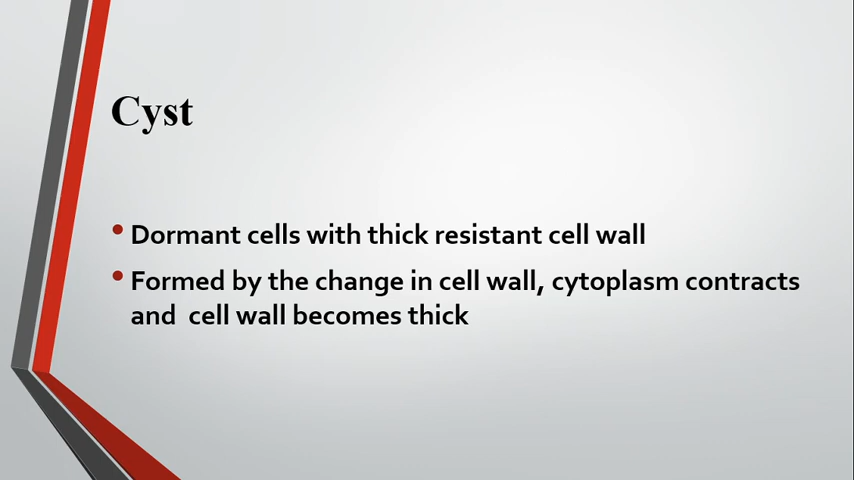 Cyst
• Dormant cells with thick resistant cell wall
• Formed by the change in cell wall, cytoplasm contracts
and  cell wall becomes thick